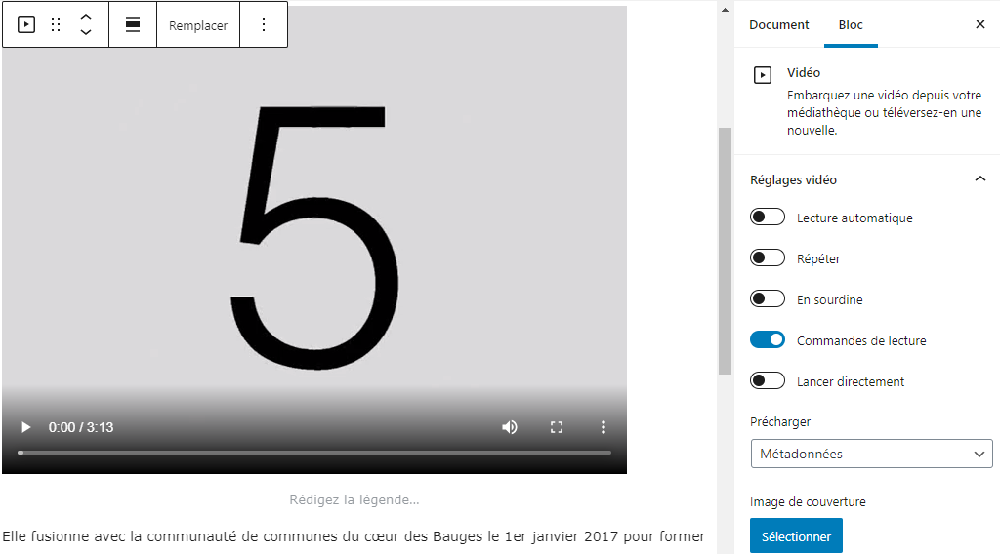 Remplacer
5
0:00 / 3:13
Rédigez la légende...
Elle fusionne avec la communauté de communes du cœur des Bauges le 1er janvier 2017 pour former
Document
Bloc
Vidéo
Embarquez une vidéo depuis votre
médiathèque ou téléversez-en une
nouvelle.
Réglages vidéo
Lecture automatique
Répéter
En sourdine
Commandes de lecture
Lancer directement
Précharger
Métadonnées
Image de couverture
Sélectionner